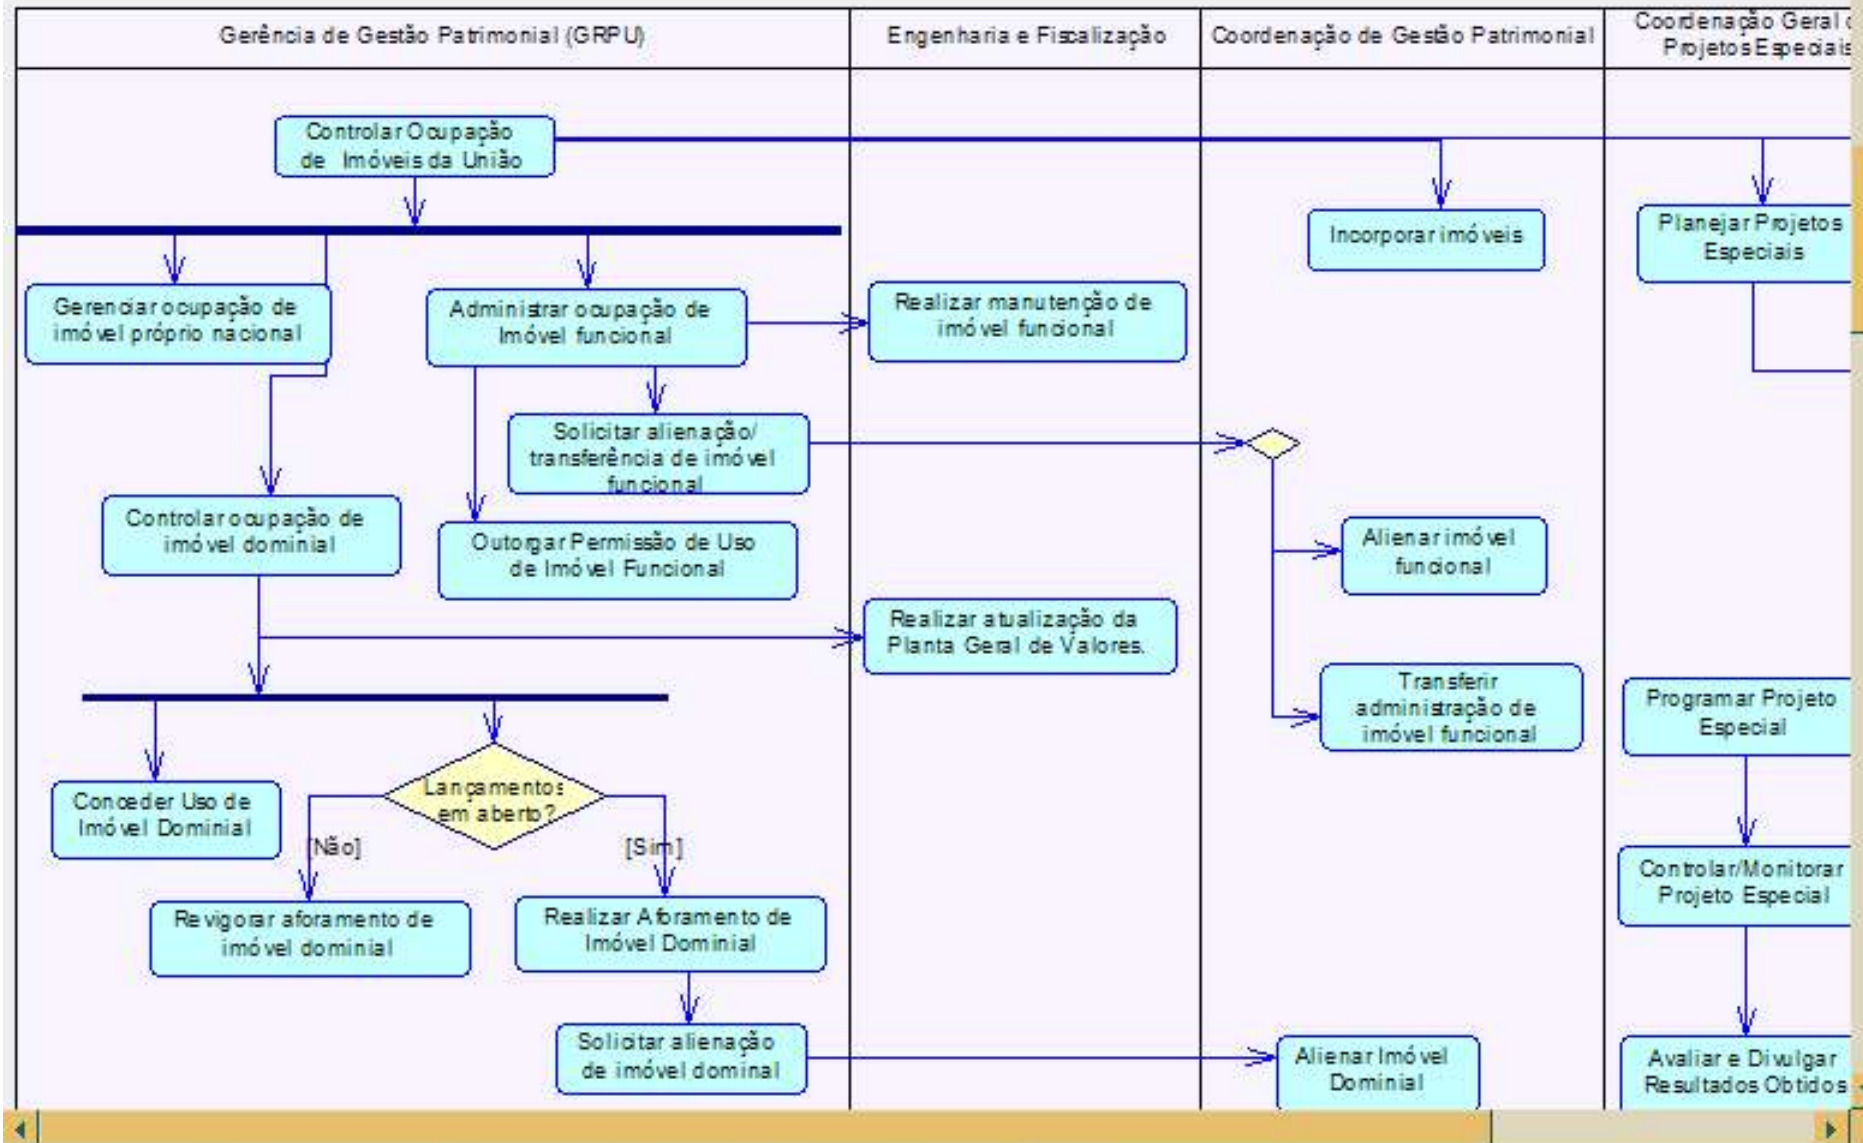 Gerência de Gestão Patrimonial (GRPU)
Engenharia e Fiscalização
Coordenação de Gestão Patrimonial
Coordenação Geral
Projetos Especiais
Controlar Ocupação
de Imóveis da União
Incorporar imóveis
Planejar Projetos
Especiais
Gerenciar ocupação de
imóvel próprio nacional
Administrar ocupação de
Imóvel funcional
Realizar manutenção de
imóvel funcional
Solicitar alienação/
transferência de imóvel
funcional
Controlar ocupação de
imóvel dominial
Outorgar Permissão de Uso
de Imóvel Funcional
Alienar imóvel
funcional
Realizar atualização da
Planta Geral de Valores.
Transferir
administração de
imóvel funcional
Programar Projeto
Especial
Conceder Uso de
Imóvel Dominial
Lançamentos
em aberto?
[Não]
[Sim]
Controlar/Monitorar
Projeto Especial
Revigorar aforamento de
imóvel dominial
Realizar Aforamento de
Imóvel Dominial
Solicitar alienação
de imóvel dominal
Alienar Imóvel
Dominial
Avaliar e Divulgar
Resultados Obtidos